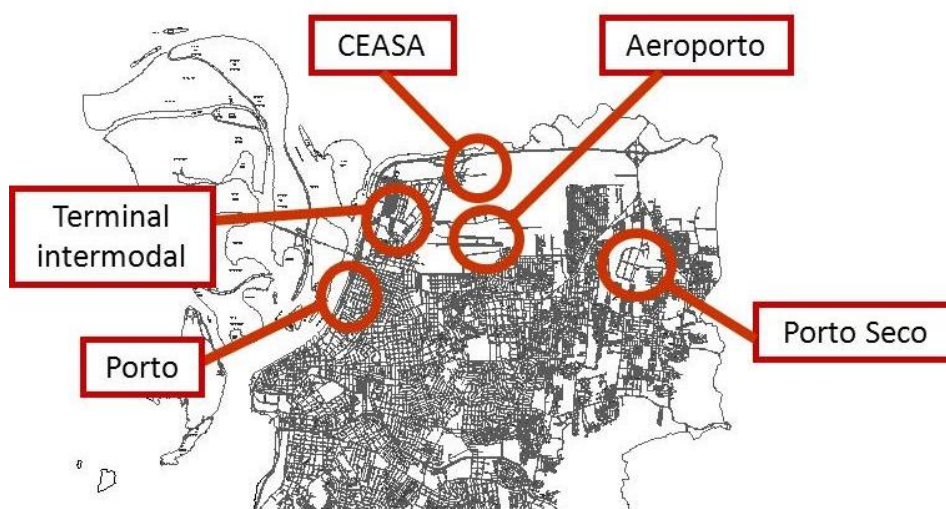 CEASA
Aeroporto
Terminal
intermodal
Porto
Porto Seco